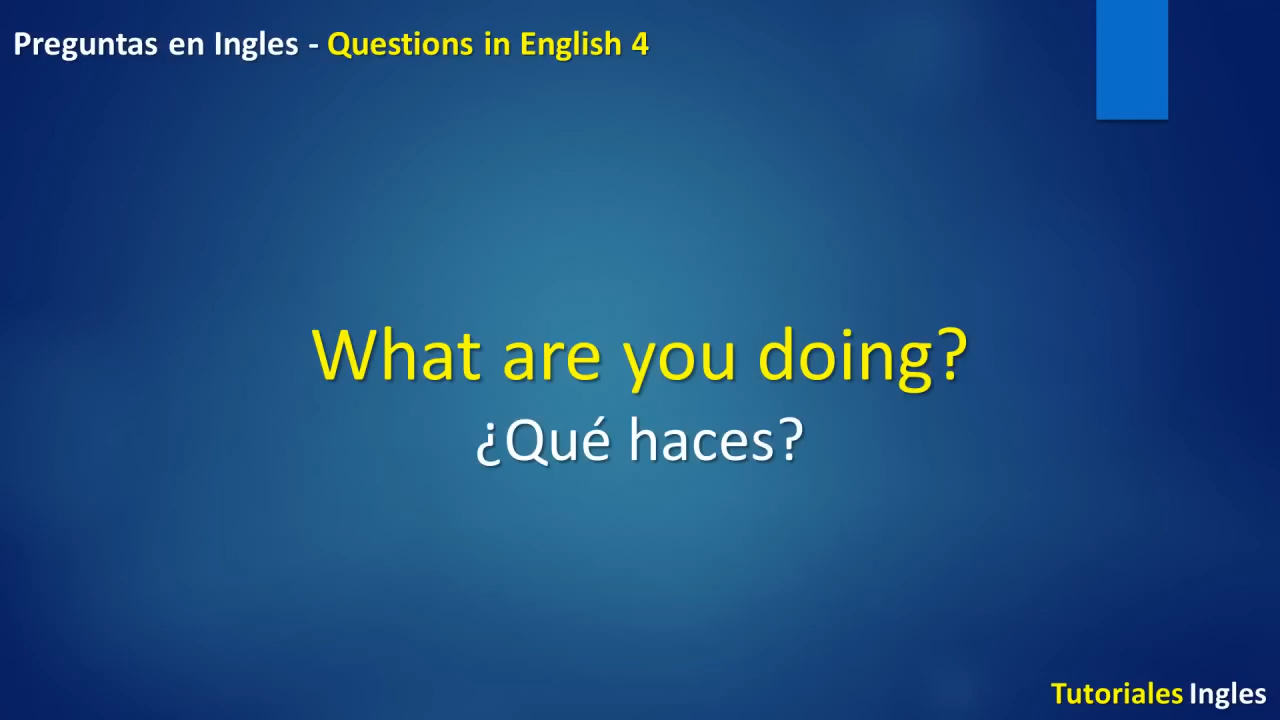 Preguntas en Ingles - Questions in English 4
What are you doing?
¿Qué haces?
Tutoriales Ingles